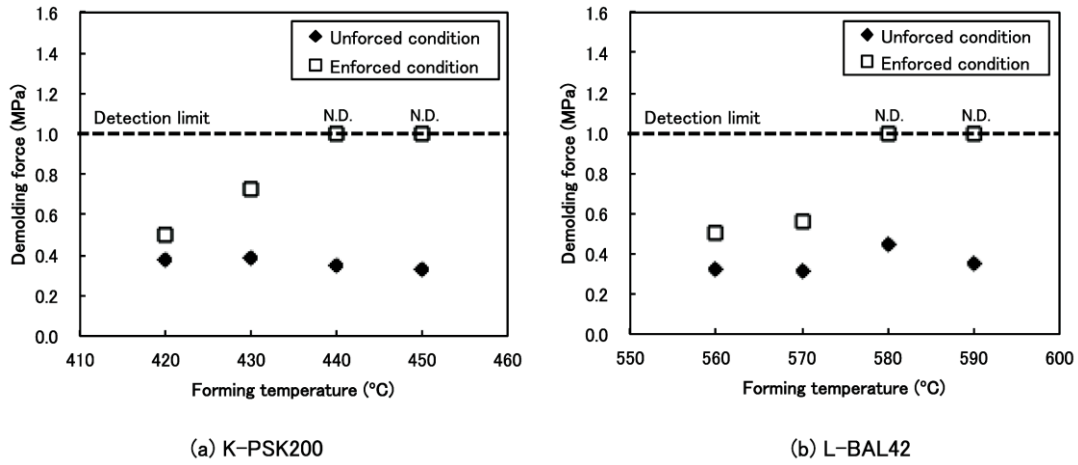 1.6
1.4
1.2
1.0
0.8
0.6
0.4
0.2
0.0
Demolding force (MPa)
◆ Unforced condition
□ Enforced condition
Detection limit
N.D.
N.D.
410 420 430 440 450 460
Forming temperature (°C)
(a) K-PSK200
1.6
1.4
1.2
1.0
0.8
0.6
0.4
0.2
0.0
Demolding force (MPa)
◆ Unforced condition
□ Enforced condition
Detection limit
N.D.
N.D.
550 560 570 580 590 600
Forming temperature (°C)
(b) L-BAL42